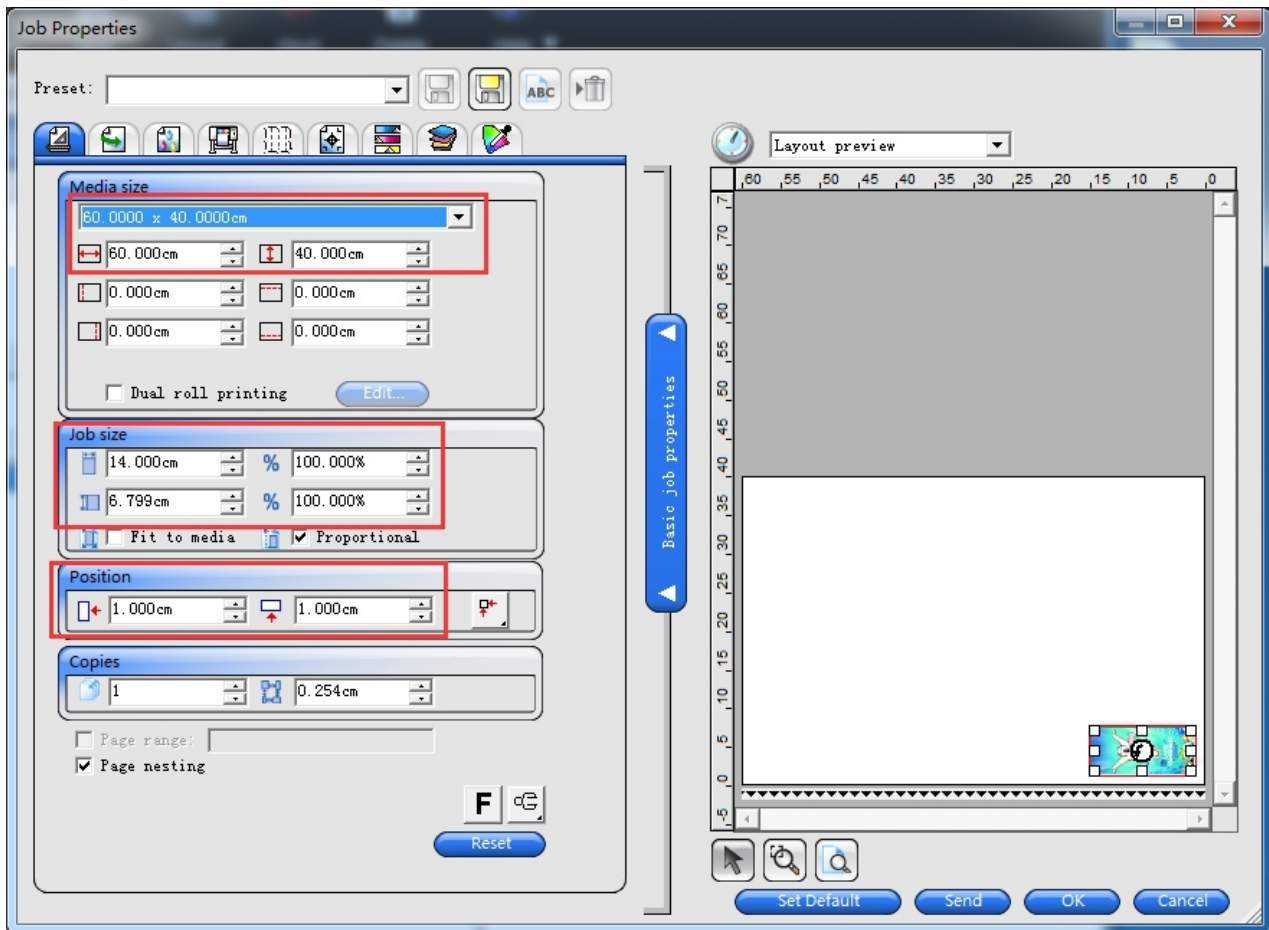 Job Properties
Preset:
ABC
Media size
60.0000 x 40.0000cm
60.000cm 40.000cm
0.000cm 0.000cm
0.000cm 0.000cm
Dual roll printing Edit...
Job size
14.000cm % 100.000%
6.799cm % 100.000%
Fit to media Proportional
Position
1.000cm 1.000cm
Copies
1 0.254cm
Page range:
Page nesting
F
Reset
Basic job properties
Layout preview
60 55 50 45 40 35 30 25 20 15 10 5 0
70
65
60
55
50
45
40
35
30
25
20
15
10
5
0
-5
Set Default Send OK Cancel